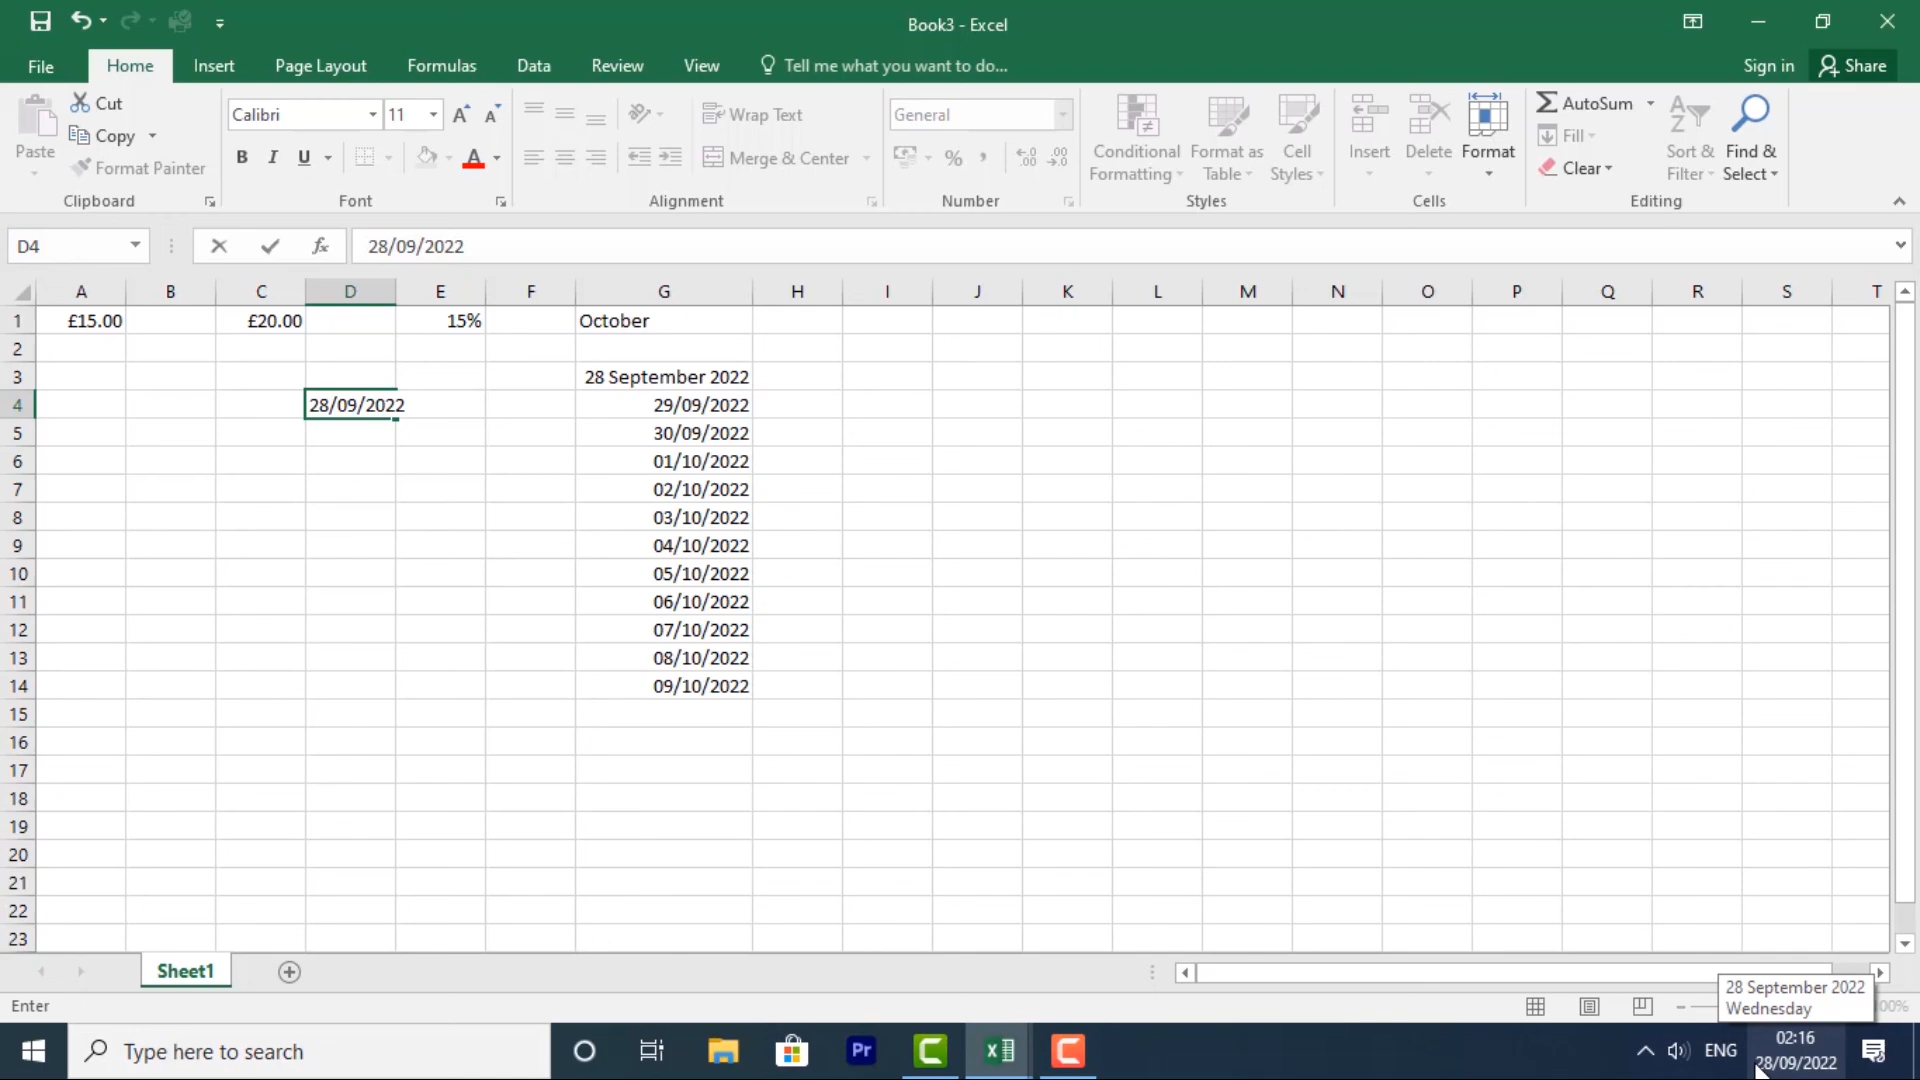 Book3 - Excel
File Home Insert Page Layout Formulas Data Review View Tell me what you want to do... Sign in Share
Paste Cut Copy Format Painter Clipboard
Calibri 11 A A B I U A Font
Wrap Text Merge & Center Alignment
General % , .0 .00 .00 .0 Number
Conditional Formatting Format as Table Cell Styles Styles
Insert Delete Format Cells
AutoSum Fill Clear Sort & Filter Find & Select Editing
D4 fx 28/09/2022
A B C D E F G H I J K L M N O P Q R S T
1 £15.00 £20.00 15% October
2
3 28 September 2022
4 28/09/2022 29/09/2022
5 30/09/2022
6 01/10/2022
7 02/10/2022
8 03/10/2022
9 04/10/2022
10 05/10/2022
11 06/10/2022
12 07/10/2022
13 08/10/2022
14 09/10/2022
15
16
17
18
19
20
21
22
23
Sheet1
28 September 2022
Wednesday
Enter 00%
Type here to search Pr ENG 02:16
28/09/2022